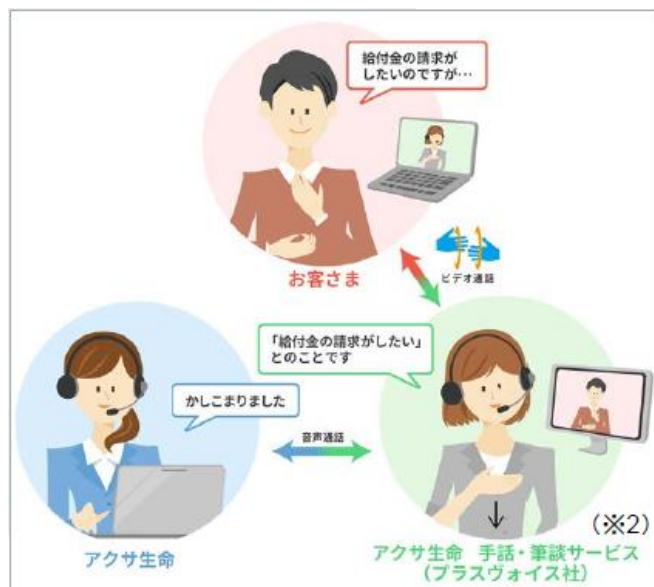 給付金の請求が
したいのですが…
お客さま
ビデオ通話
「給付金の請求がしたい」
とのことです
かしこまりました
音声通話
(※2)
アクサ生命
アクサ生命 手話・筆談サービス
(プラスヴォイス社)